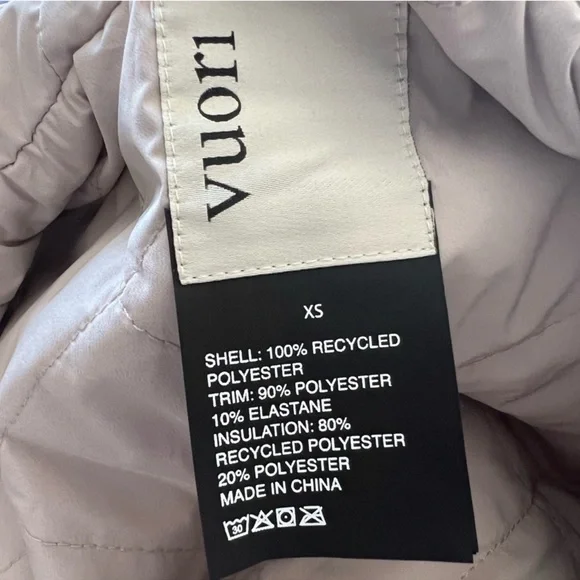 vuori
XS
SHELL: 100% RECYCLED
POLYESTER
TRIM: 90% POLYESTER
10% ELASTANE
INSULATION: 80%
RECYCLED POLYESTER
20% POLYESTER
MADE IN CHINA
30